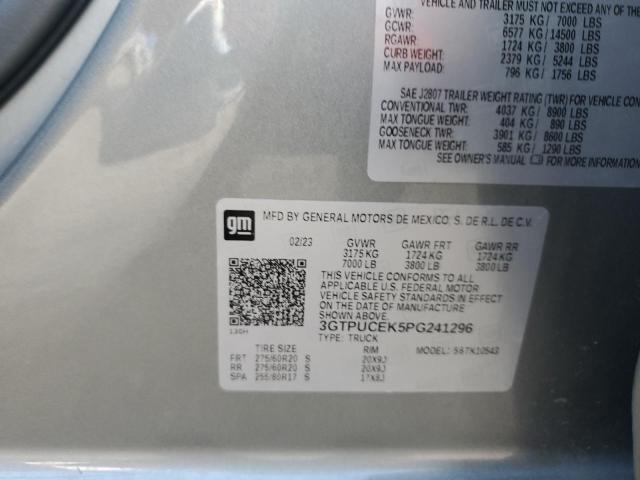 VEHICLE AND TRAILER MUST NOT EXCEED ANY OF THE
GVWR: 3175 KG / 7000 LBS
GCWR: 6577 KG/14500 LBS
RGAWR: 1724 KG / 3800 LBS
CURB WEIGHT: 2379 KG / 5244 LBS
MAX PAYLOAD: 796 KG / 1756 LBS
SAE J2807 TRAILER WEIGHT RATING (TWR) FOR VEHICLE CON
CONVENTIONAL TWR: 4037 KG / 8900 LBS
MAX TONGUE WEIGHT: 404 KG / 890 LBS
GOOSENECK TWR: 3901 KG / 8600 LBS
MAX TONGUE WEIGHT: 585 KG / 1290 LBS
SEE OWNER'S MANUAL FOR MORE INFORMATION
gm
MFD BY GENERAL MOTORS DE MEXICO, S. DE R.L. DE C.V.
02/23 GVWR GAWR FRT GAWR RR
3175 KG 1724 KG 1724 KG
7000 LB 3800 LB 3800 LB
THIS VEHICLE CONFORMS TO ALL
APPLICABLE U.S. FEDERAL MOTOR
VEHICLE SAFETY STANDARDS IN EFFECT
ON THE DATE OF MANUFACTURE SHOWN ABOVE.
3GTPUCEK5PG241296
TYPE: TRUCK
TIRE SIZE RIM MODEL:
FRT 275/60R20 S 20X9J
RR 275/60R20 S 20X9J
SPA 255/80R17 S 17X8J